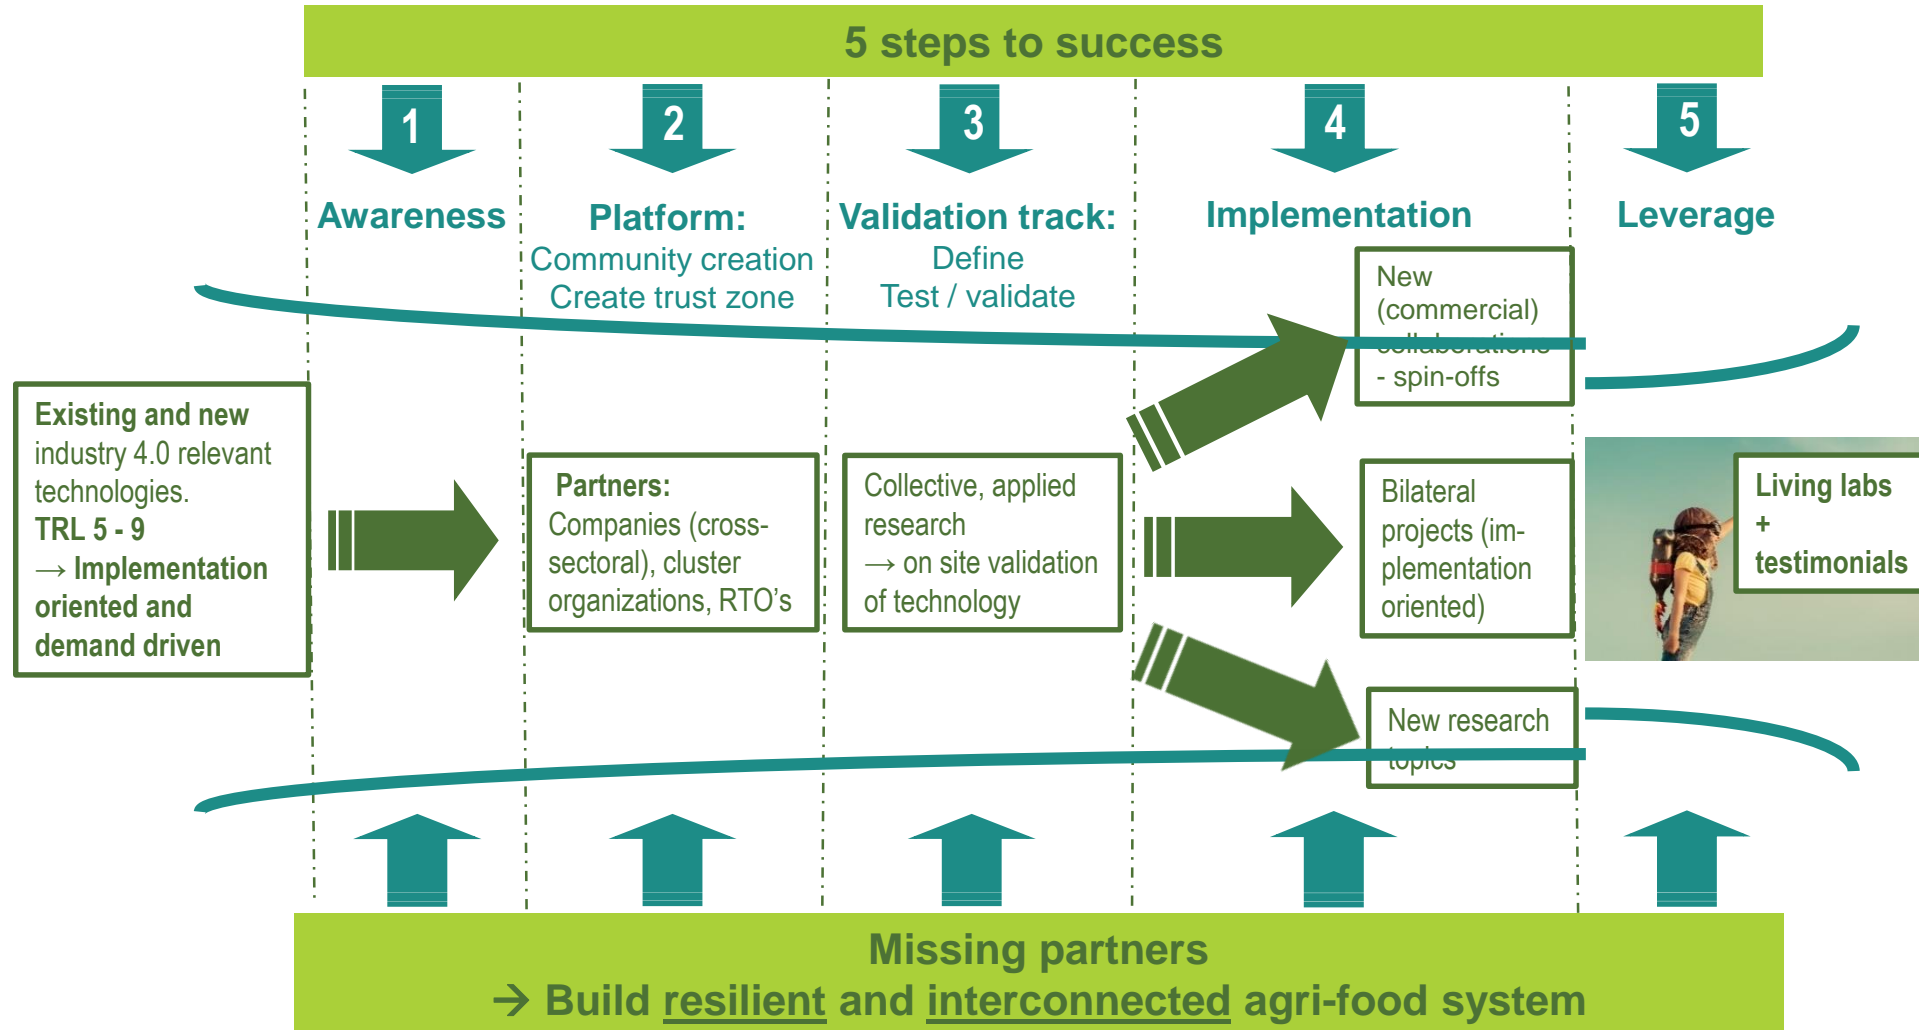 5 steps to success
1
2
3
4
5
Awareness
Platform:
Community creation
Create trust zone
Validation track:
Define
Test / validate
Implementation
Leverage
Existing and new
industry 4.0 relevant
technologies.
TRL 5 - 9
→ Implementation
oriented and
demand driven
Partners:
Companies (cross-
sectoral), cluster
organizations, RTO's
Collective, applied
research
→ on site validation
of technology
New
(commercial)
collaborations
- spin-offs
Bilateral
projects (im-
plementation
oriented)
New research
topics
Living labs
+
testimonials
Missing partners
→ Build resilient and interconnected agri-food system